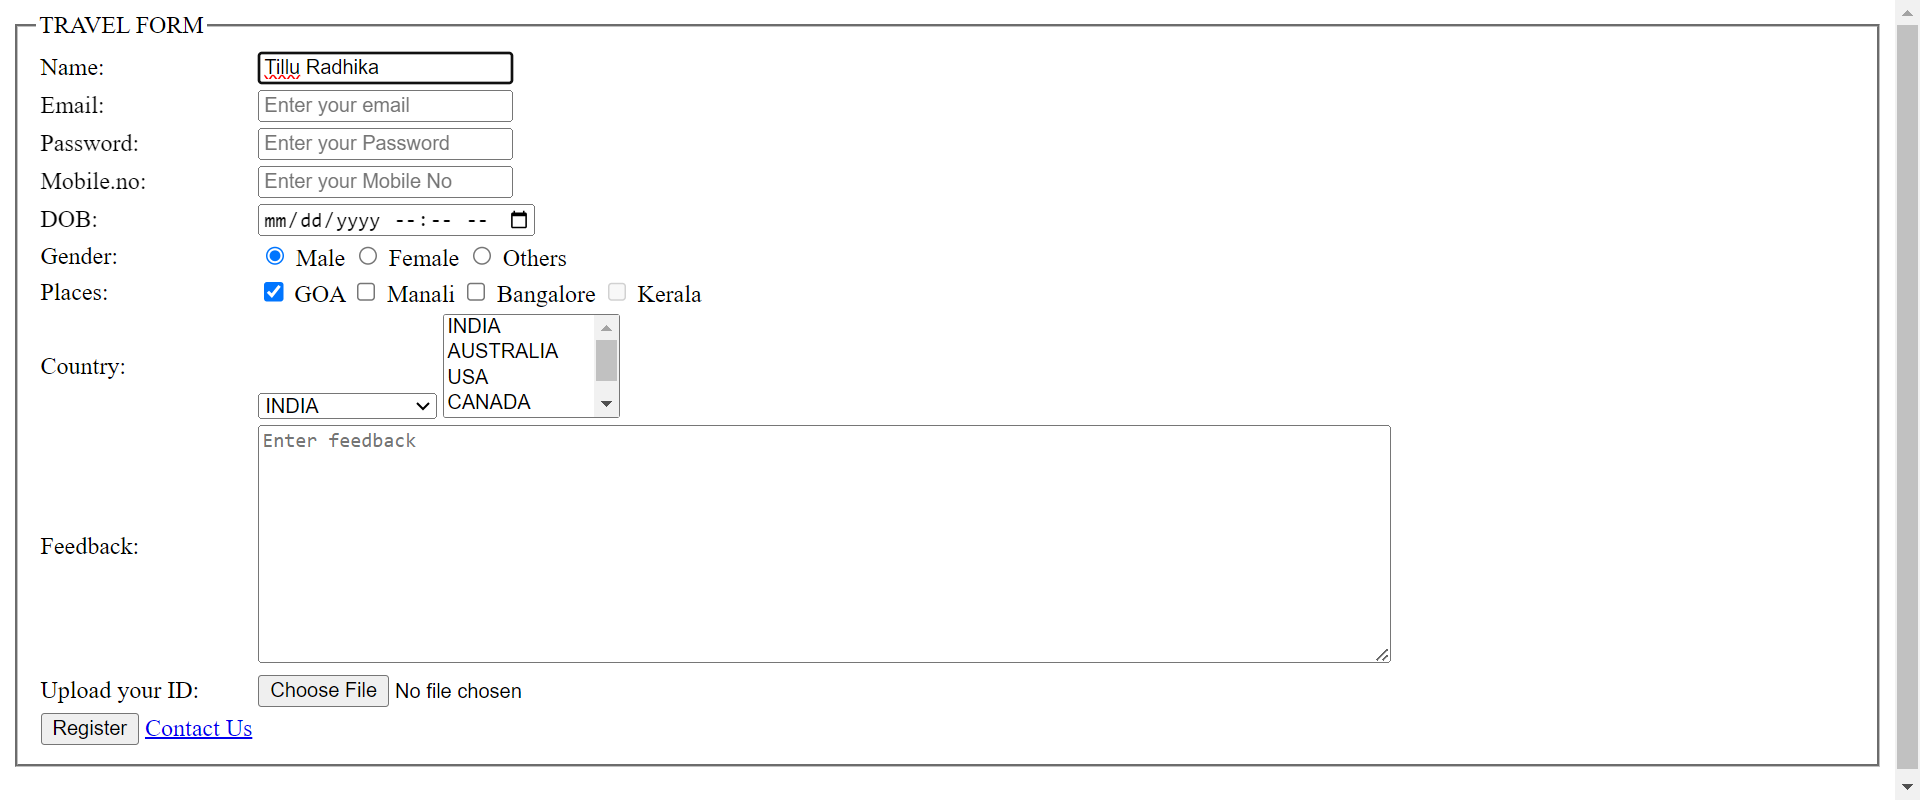 TRAVEL FORM
Name: Tillu Radhika
Email: Enter your email
Password: Enter your Password
Mobile.no: Enter your Mobile No
DOB: mm/dd/yyyy --:-- --
Gender: Male Female Others
Places: GOA Manali Bangalore Kerala
Country: INDIA
INDIA
AUSTRALIA
USA
CANADA
Feedback: Enter feedback
Upload your ID: Choose File No file chosen
Register Contact Us